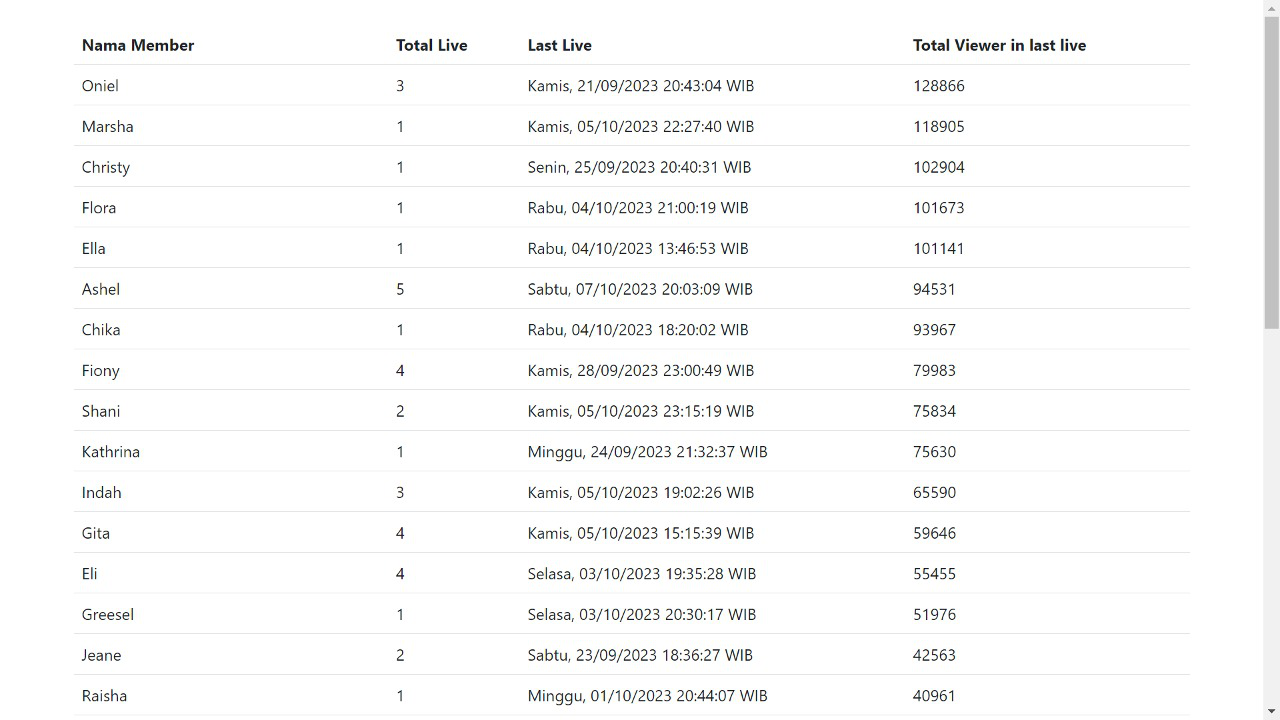 Nama Member Total Live Last Live Total Viewer in last live
Oniel 3 Kamis, 21/09/2023 20:43:04 WIB 128866
Marsha 1 Kamis, 05/10/2023 22:27:40 WIB 118905
Christy 1 Senin, 25/09/2023 20:40:31 WIB 102904
Flora 1 Rabu, 04/10/2023 21:00:19 WIB 101673
Ella 1 Rabu, 04/10/2023 13:46:53 WIB 101141
Ashel 5 Sabtu, 07/10/2023 20:03:09 WIB 94531
Chika 1 Rabu, 04/10/2023 18:20:02 WIB 93967
Fiony 4 Kamis, 28/09/2023 23:00:49 WIB 79983
Shani 2 Kamis, 05/10/2023 23:15:19 WIB 75834
Kathrina 1 Minggu, 24/09/2023 21:32:37 WIB 75630
Indah 3 Kamis, 05/10/2023 19:02:26 WIB 65590
Gita 4 Kamis, 05/10/2023 15:15:39 WIB 59646
Eli 4 Selasa, 03/10/2023 19:35:28 WIB 55455
Greesel 1 Selasa, 03/10/2023 20:30:17 WIB 51976
Jeane 2 Sabtu, 23/09/2023 18:36:27 WIB 42563
Raisha 1 Minggu, 01/10/2023 20:44:07 WIB 40961